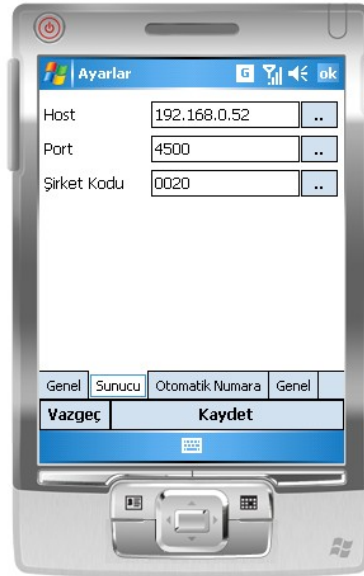 Ayarlar G ok
Host 192.168.0.52 ..
Port 4500 ..
Şirket Kodu 0020 ..
Genel Sunucu Otomatik Numara Genel
Vazgeç Kaydet